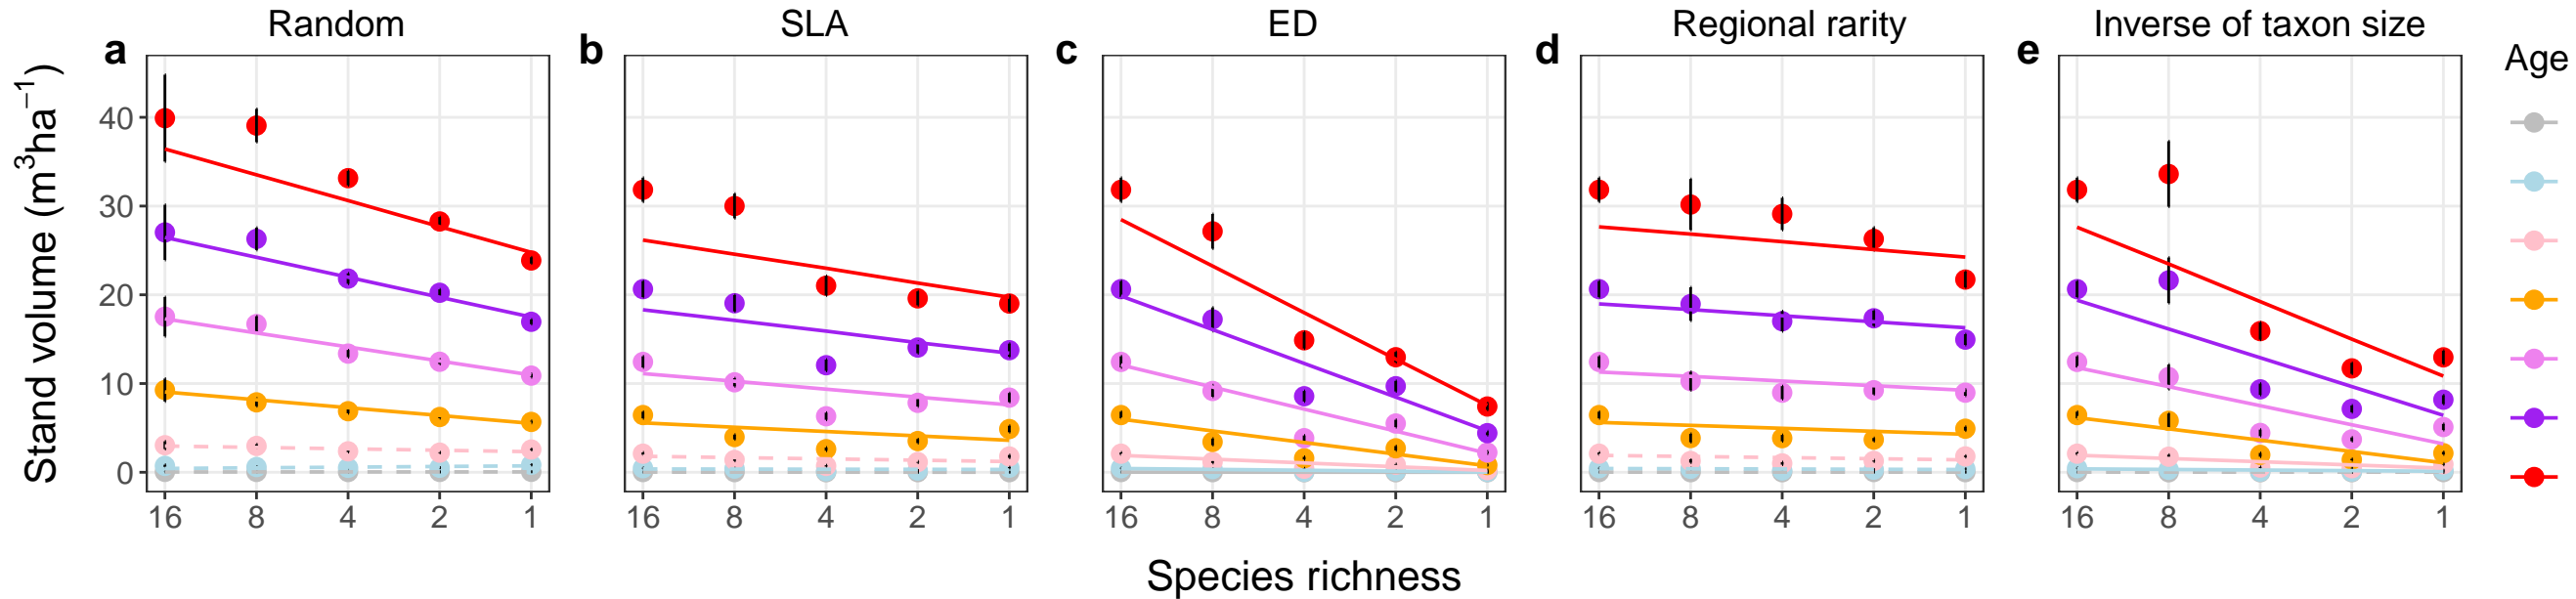 Random
SLA
ED
Regional rarity
Inverse of taxon size
a
b
c
d
e
Age
Stand volume (m³ha⁻¹)
40
30
20
10
0
16 8 4 2 1
16 8 4 2 1
16 8 4 2 1
16 8 4 2 1
16 8 4 2 1
Species richness